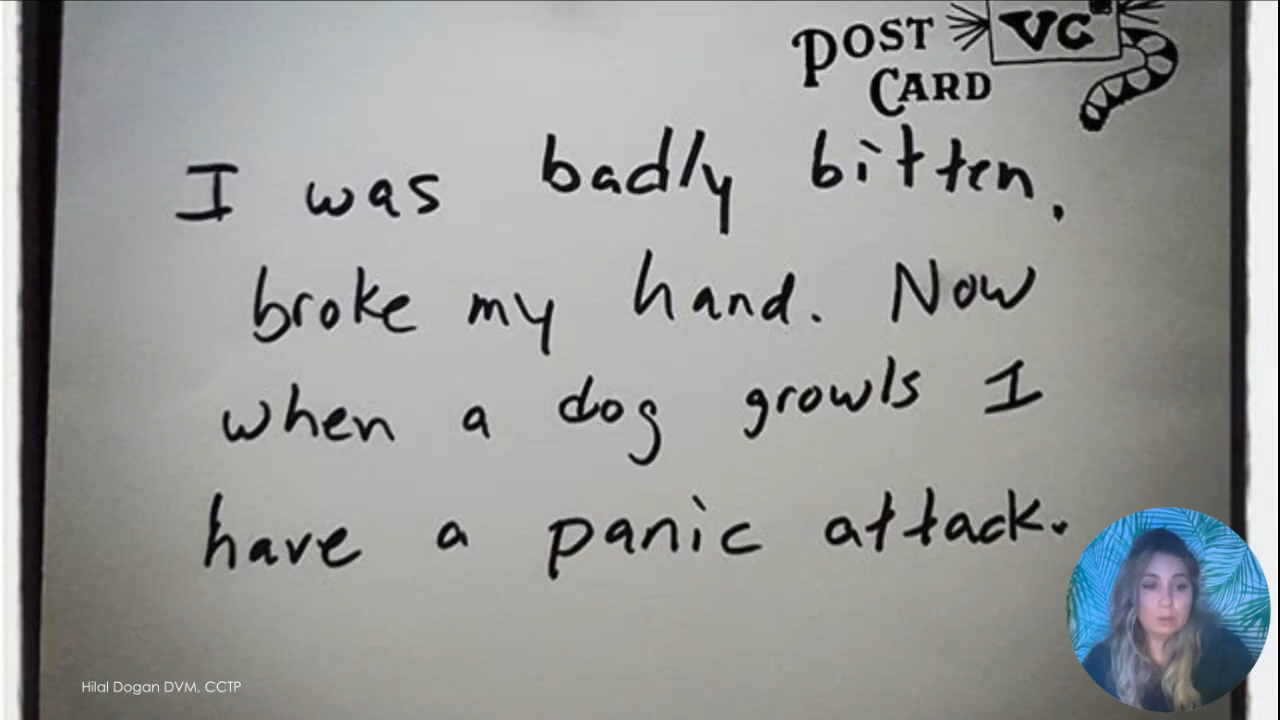 POST VC
CARD
I was badly bitten,
broke my hand. Now
when a dog growls I
have a panic attack.
Hilal Dogan DVM, CCTP